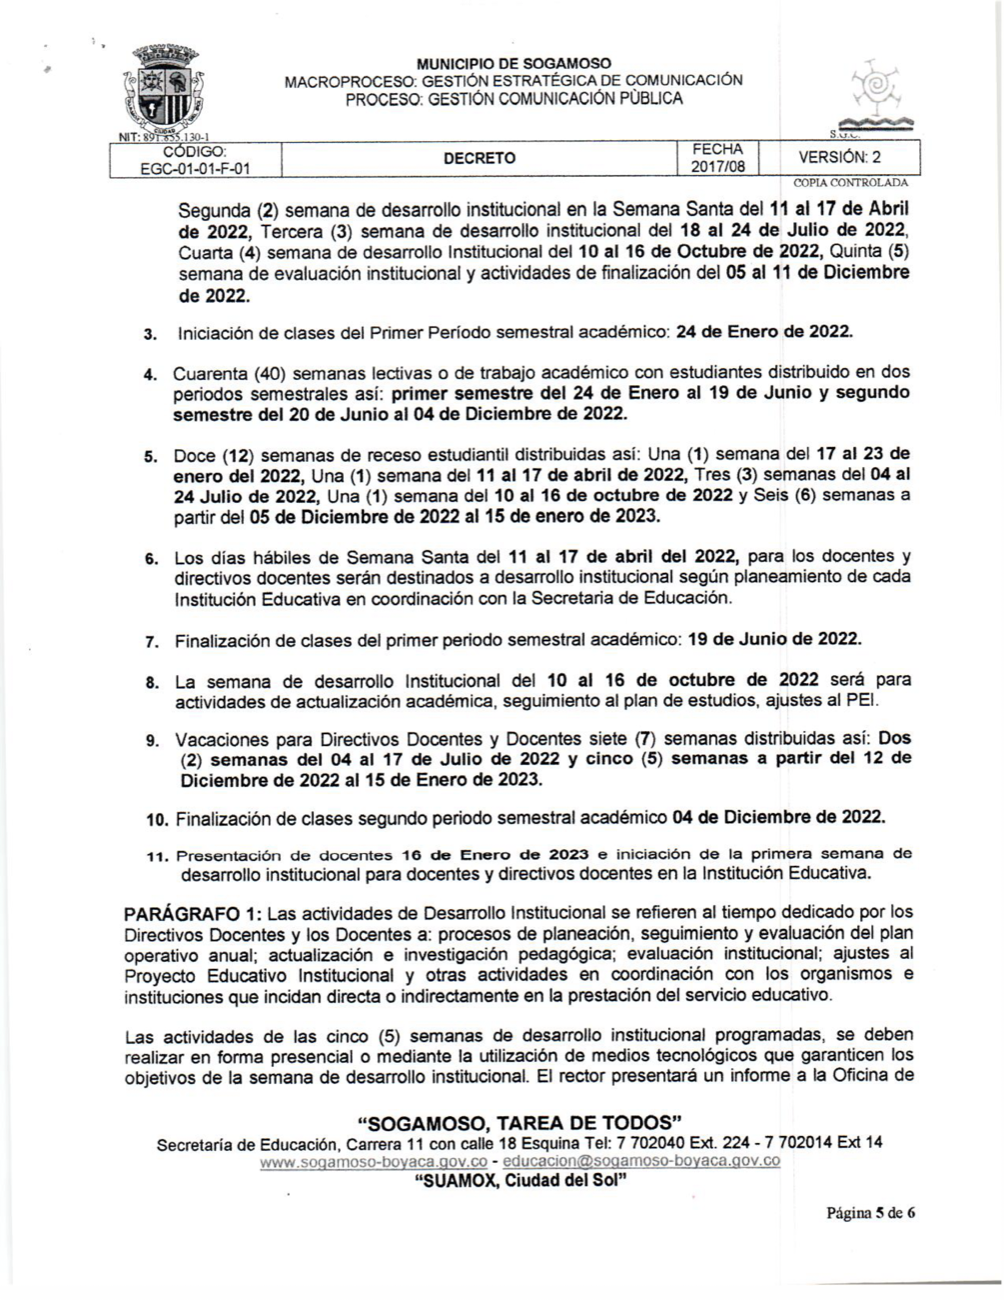 MUNICIPIO DE SOGAMOSO
MACROPROCESO: GESTIÓN ESTRATÉGICA DE COMUNICACIÓN
PROCESO: GESTIÓN COMUNICACIÓN PÙBLICA
NIT: 891.855.130-1
S.G.C.
CÓDIGO:
EGC-01-01-F-01
DECRETO
FECHA
2017/08
VERSIÓN: 2
COPIA CONTROLADA
Segunda (2) semana de desarrollo institucional en la Semana Santa del 11 al 17 de Abril
de 2022, Tercera (3) semana de desarrollo institucional del 18 al 24 de Julio de 2022,
Cuarta (4) semana de desarrollo Institucional del 10 al 16 de Octubre de 2022, Quinta (5)
semana de evaluación institucional y actividades de finalización del 05 al 11 de Diciembre
de 2022.
3. Iniciación de clases del Primer Período semestral académico: 24 de Enero de 2022.
4. Cuarenta (40) semanas lectivas o de trabajo académico con estudiantes distribuido en dos
periodos semestrales así: primer semestre del 24 de Enero al 19 de Junio y segundo
semestre del 20 de Junio al 04 de Diciembre de 2022.
5. Doce (12) semanas de receso estudiantil distribuidas así: Una (1) semana del 17 al 23 de
enero del 2022, Una (1) semana del 11 al 17 de abril de 2022, Tres (3) semanas del 04 al
24 Julio de 2022, Una (1) semana del 10 al 16 de octubre de 2022 y Seis (6) semanas a
partir del 05 de Diciembre de 2022 al 15 de enero de 2023.
6. Los días hábiles de Semana Santa del 11 al 17 de abril del 2022, para los docentes y
directivos docentes serán destinados a desarrollo institucional según planeamiento de cada
Institución Educativa en coordinación con la Secretaria de Educación.
7. Finalización de clases del primer periodo semestral académico: 19 de Junio de 2022.
8. La semana de desarrollo Institucional del 10 al 16 de octubre de 2022 será para
actividades de actualización académica, seguimiento al plan de estudios, ajustes al PEI.
9. Vacaciones para Directivos Docentes y Docentes siete (7) semanas distribuidas así: Dos
(2) semanas del 04 al 17 de Julio de 2022 y cinco (5) semanas a partir del 12 de
Diciembre de 2022 al 15 de Enero de 2023.
10. Finalización de clases segundo periodo semestral académico 04 de Diciembre de 2022.
11. Presentación de docentes 16 de Enero de 2023 e iniciación de la primera semana de
desarrollo institucional para docentes y directivos docentes en la Institución Educativa.
PARÁGRAFO 1: Las actividades de Desarrollo Institucional se refieren al tiempo dedicado por los
Directivos Docentes y los Docentes a: procesos de planeación, seguimiento y evaluación del plan
operativo anual; actualización e investigación pedagógica; evaluación institucional; ajustes al
Proyecto Educativo Institucional y otras actividades en coordinación con los organismos e
instituciones que incidan directa o indirectamente en la prestación del servicio educativo.
Las actividades de las cinco (5) semanas de desarrollo institucional programadas, se deben
realizar en forma presencial o mediante la utilización de medios tecnológicos que garanticen los
objetivos de la semana de desarrollo institucional. El rector presentará un informe a la Oficina de
“SOGAMOSO, TAREA DE TODOS”
Secretaría de Educación, Carrera 11 con calle 18 Esquina Tel: 7 702040 Ext. 224 - 7 702014 Ext 14
www.sogamoso-boyaca.gov.co - educacion@sogamoso-boyaca.gov.co
“SUAMOX, Ciudad del Sol”
Página 5 de 6